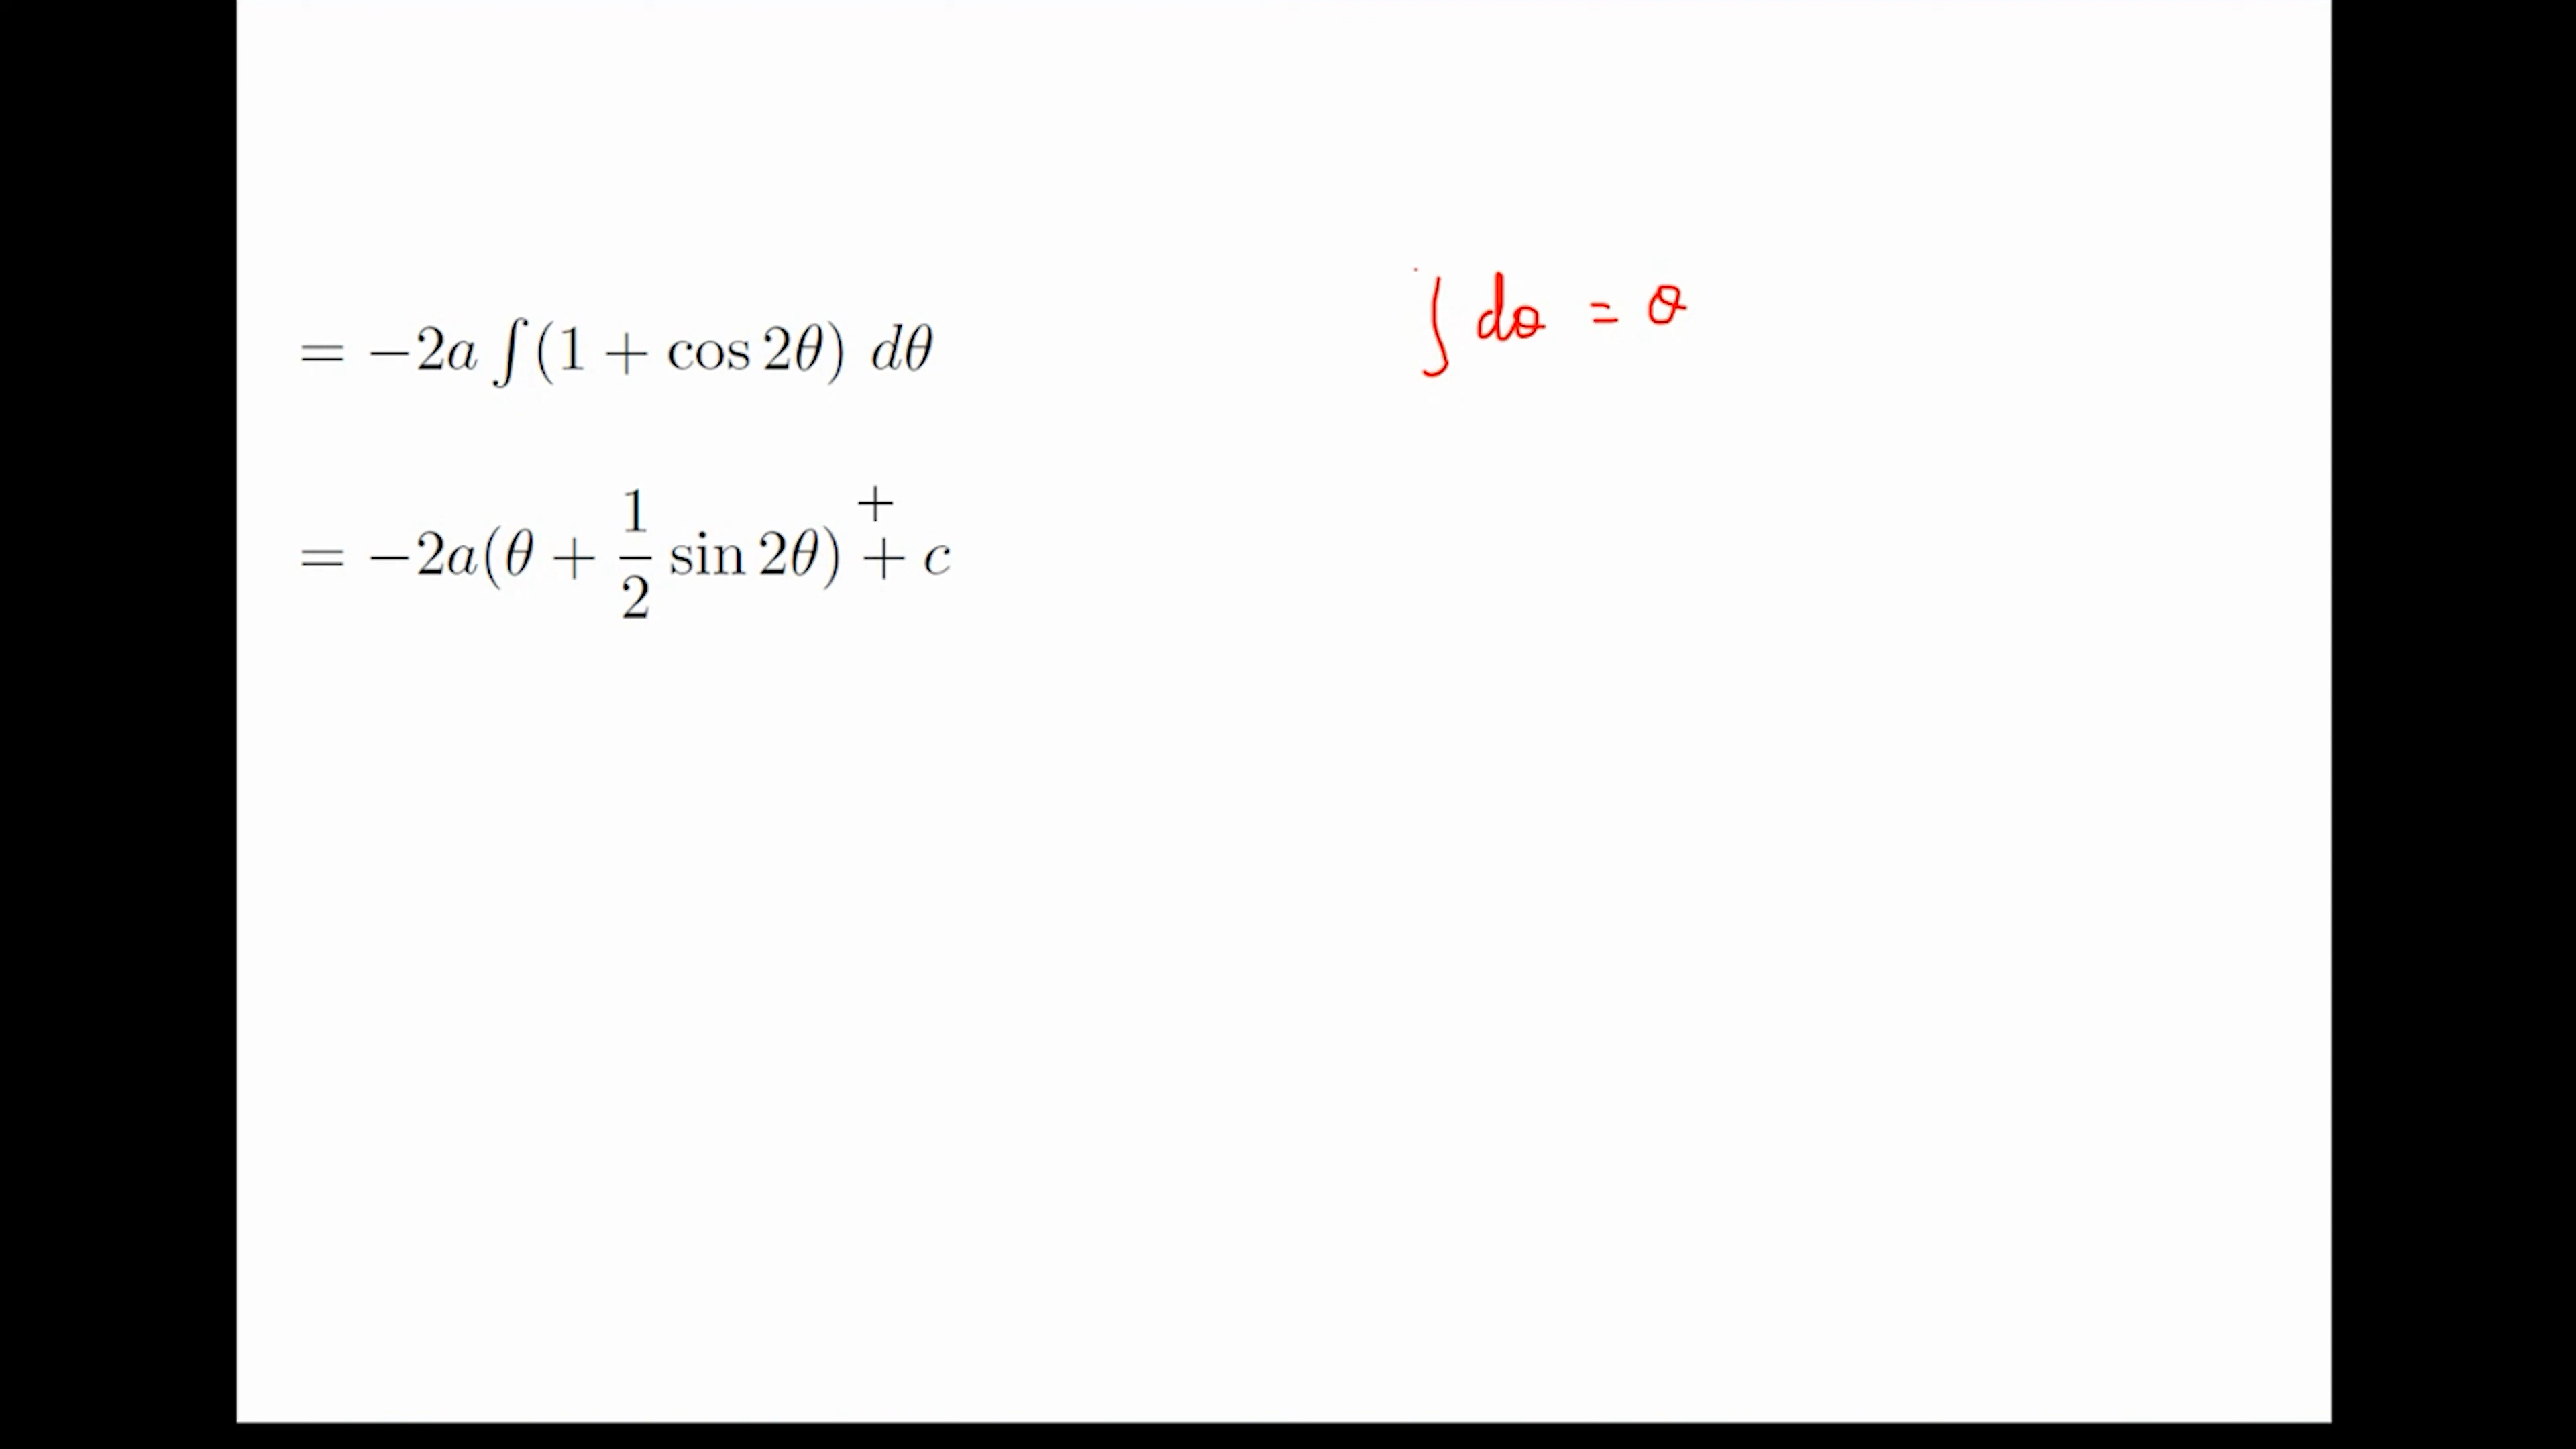 = −2a ∫(1 + cos 2θ) dθ
∫ dθ = θ
= −2a(θ + 1/2 sin 2θ) + c
+